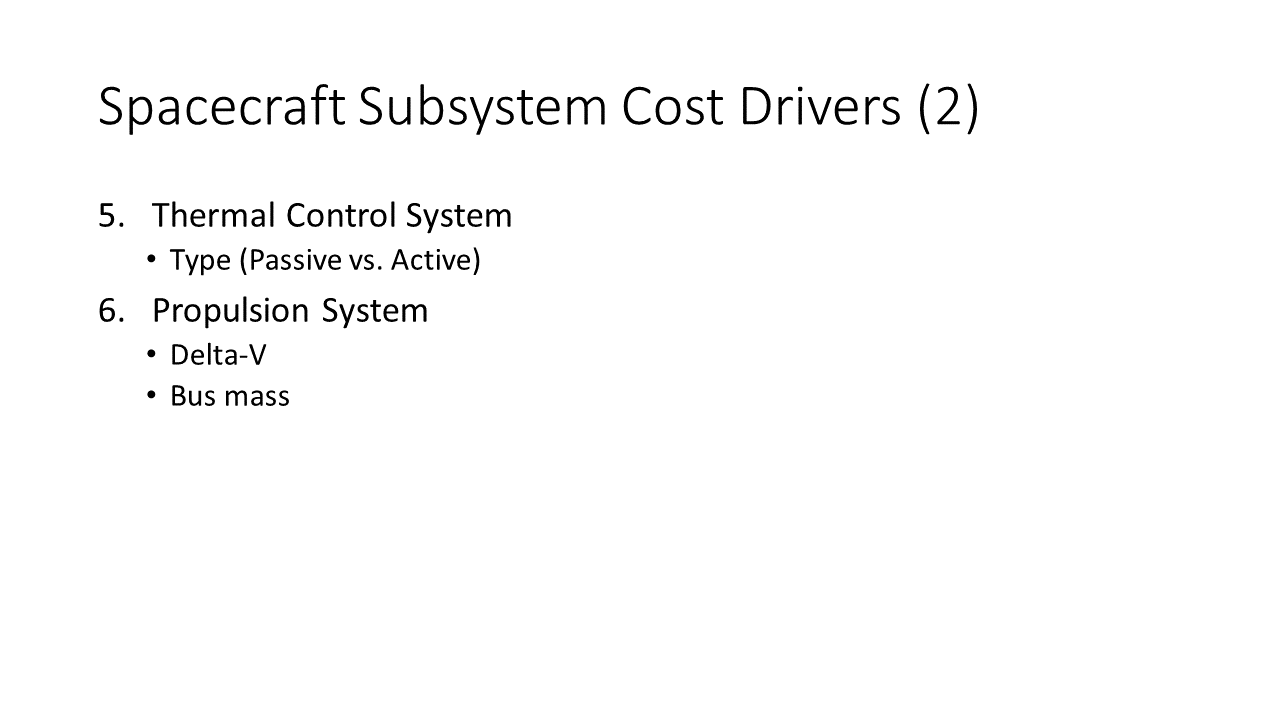 Spacecraft Subsystem Cost Drivers (2)
5. Thermal Control System
• Type (Passive vs. Active)
6. Propulsion System
• Delta-V
• Bus mass